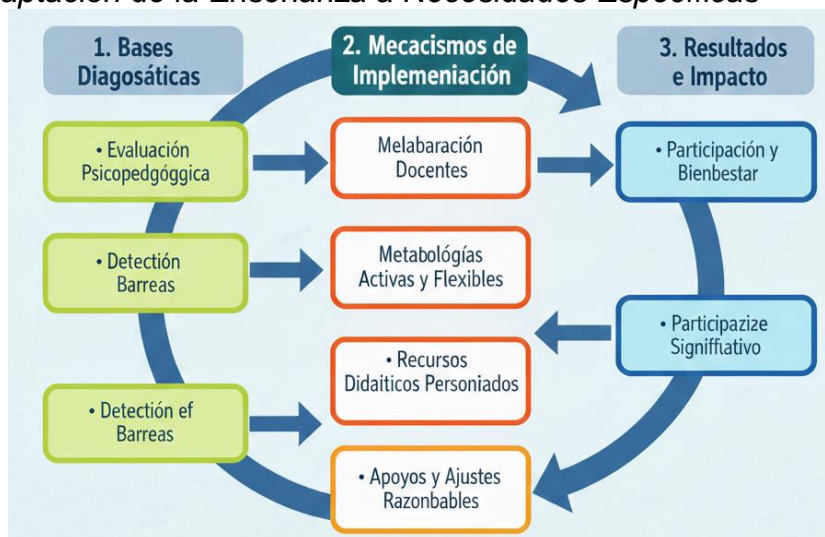 aptación de la Enseñanza a Necesidades Específicas
1. Bases
Diagosáticas
2. Mecacismos de
Implemeniación
3. Resultados
e Impacto
• Evaluación
Psicopedgóggica
Melabaración
Docentes
• Participación y
Bienbestar
• Detectión
Barreas
Metabológías
Activas y Flexibles
• Participazize
Signiffiativo
• Recursos
Didaiticos Personiados
• Detectión ef
Barreas
• Apoyos y Ajustes
Razonbables